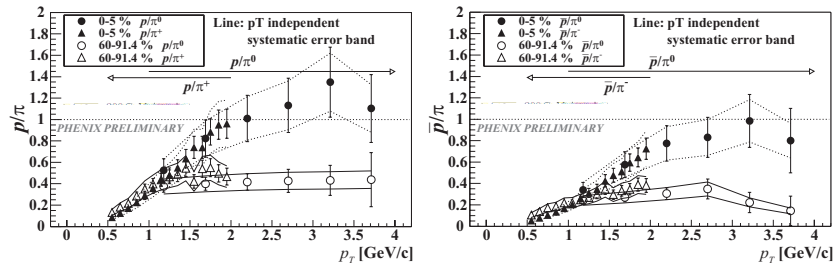 0-5 % p/π⁰
0-5 % p/π⁺
60-91.4 % p/π⁰
60-91.4 % p/π⁺
Line: pT independent
systematic error band
p/π⁰
p/π⁺
PHENIX PRELIMINARY
p/π
2
1.8
1.6
1.4
1.2
1
0.8
0.6
0.4
0.2
0
0 0.5 1 1.5 2 2.5 3 3.5 4
p_T [GeV/c]
0-5 % p̅/π⁰
0-5 % p̅/π⁻
60-91.4 % p̅/π⁰
60-91.4 % p̅/π⁻
Line: pT independent
systematic error band
p̅/π⁰
p̅/π⁻
PHENIX PRELIMINARY
p̅/π
2
1.8
1.6
1.4
1.2
1
0.8
0.6
0.4
0.2
0
0 0.5 1 1.5 2 2.5 3 3.5 4
p_T [GeV/c]